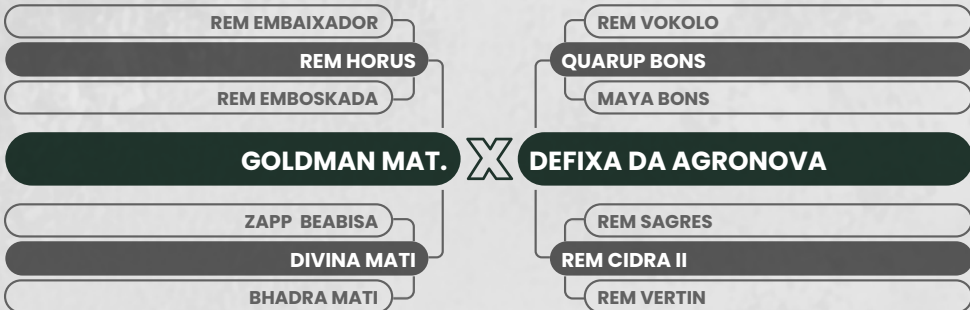 REM EMBAIXADOR
REM HORUS
REM EMBOSKADA
GOLDMAN MAT.
ZAPP BEABISA
DIVINA MATI
BHADRA MATI
X
REM VOKOLO
QUARUP BONS
MAYA BONS
DEFIXA DA AGRONOVA
REM SAGRES
REM CIDRA II
REM VERTIN